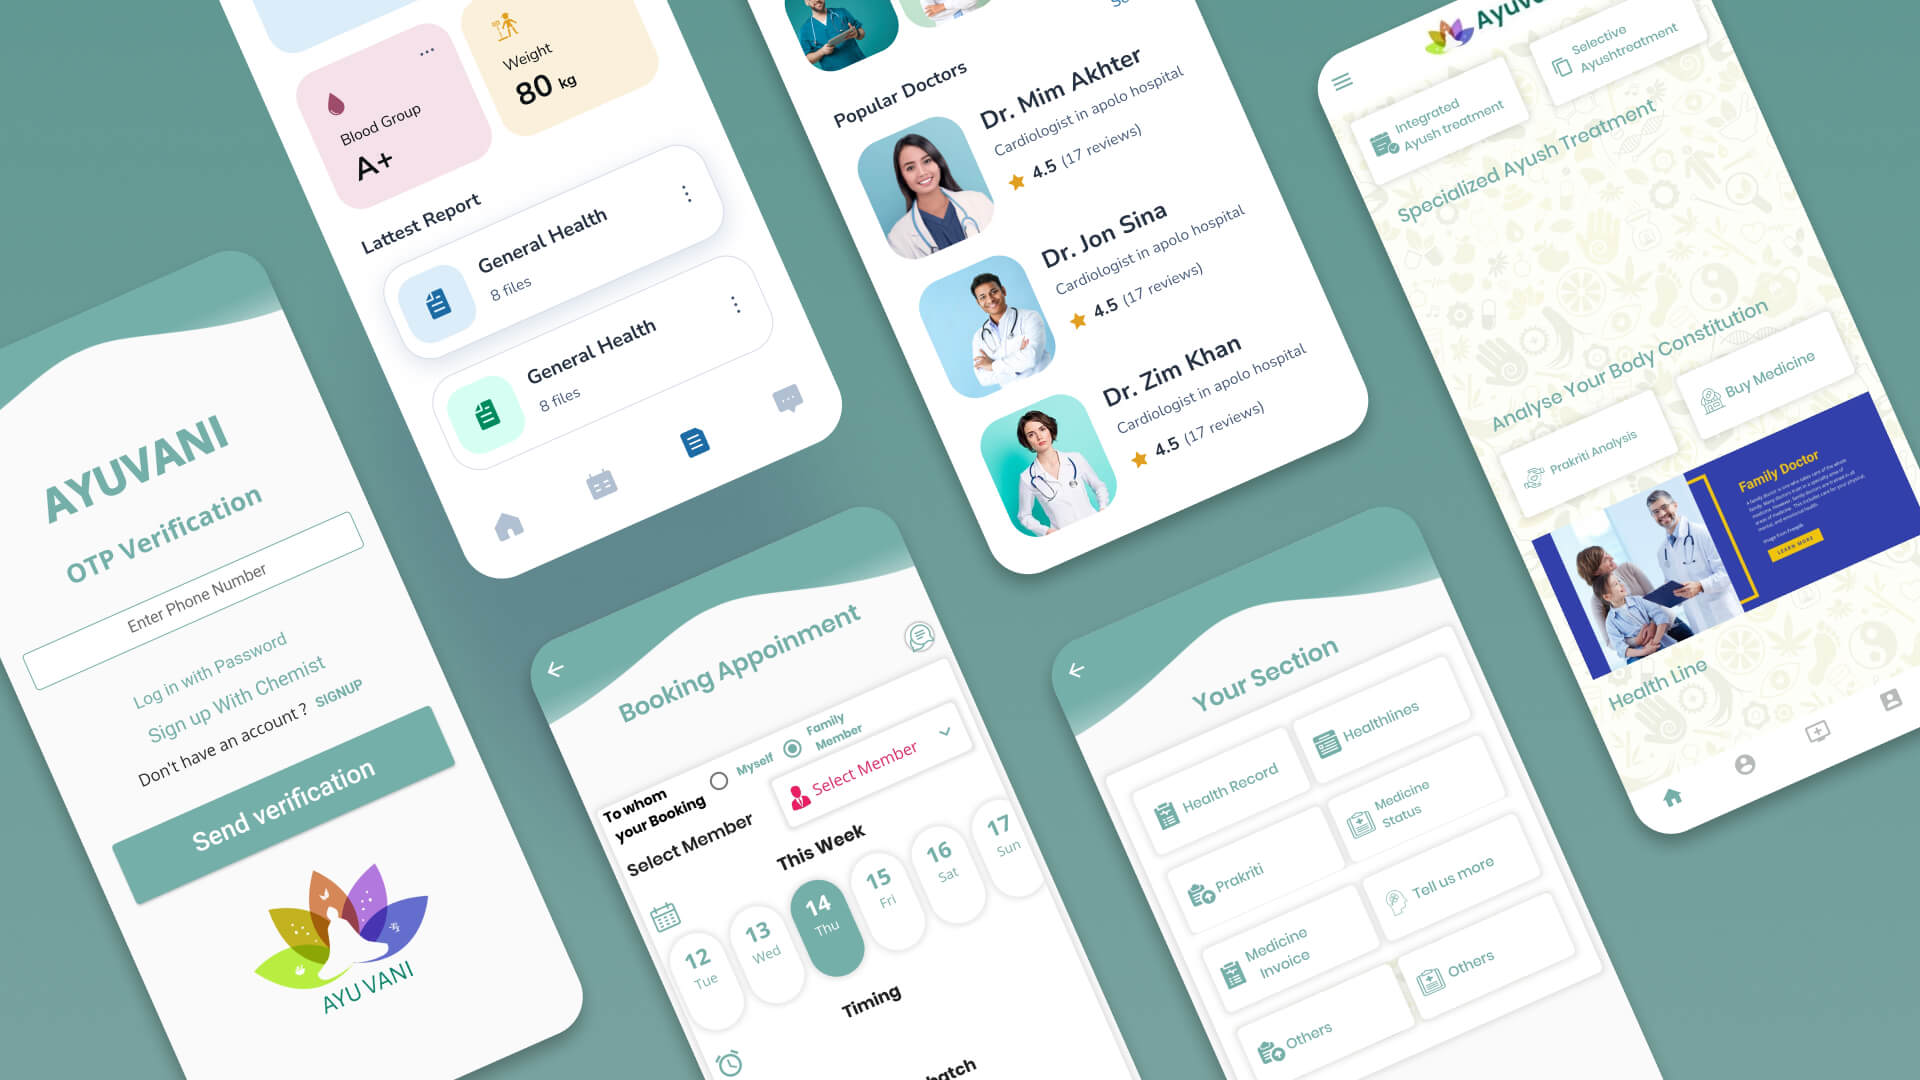 AYUVANI
OTP Verification
Enter Phone Number
Log in with Password
Sign up With Chemist
Don't have an account ? SIGNUP
Send verification
AYU VANI
Blood Group
A+
Weight
80 kg
Lattest Report
General Health
8 files
General Health
8 files
Popular Doctors
Dr. Mim Akhter
Cardiologist in apolo hospital
4.5 (17 reviews)
Dr. Jon Sina
Cardiologist in apolo hospital
4.5 (17 reviews)
Dr. Zim Khan
Cardiologist in apolo hospital
4.5 (17 reviews)
Booking Appoinment
To whom
your Booking
Myself
Family
Member
Select Member
Select Member
This Week
12
Tue
13
Wed
14
Thu
15
Fri
16
Sat
17
Sun
Timing
Your Section
Health Record
Healthlines
Prakriti
Medicine
Status
Medicine
Invoice
Tell us more
Others
Others
Integrated
Ayush treatment
Selective
Ayushtreatment
Specialized Ayush Treatment
Analyse Your Body Constitution
Prakriti Analysis
Buy Medicine
Family Doctor
LEARN MORE
Health Line